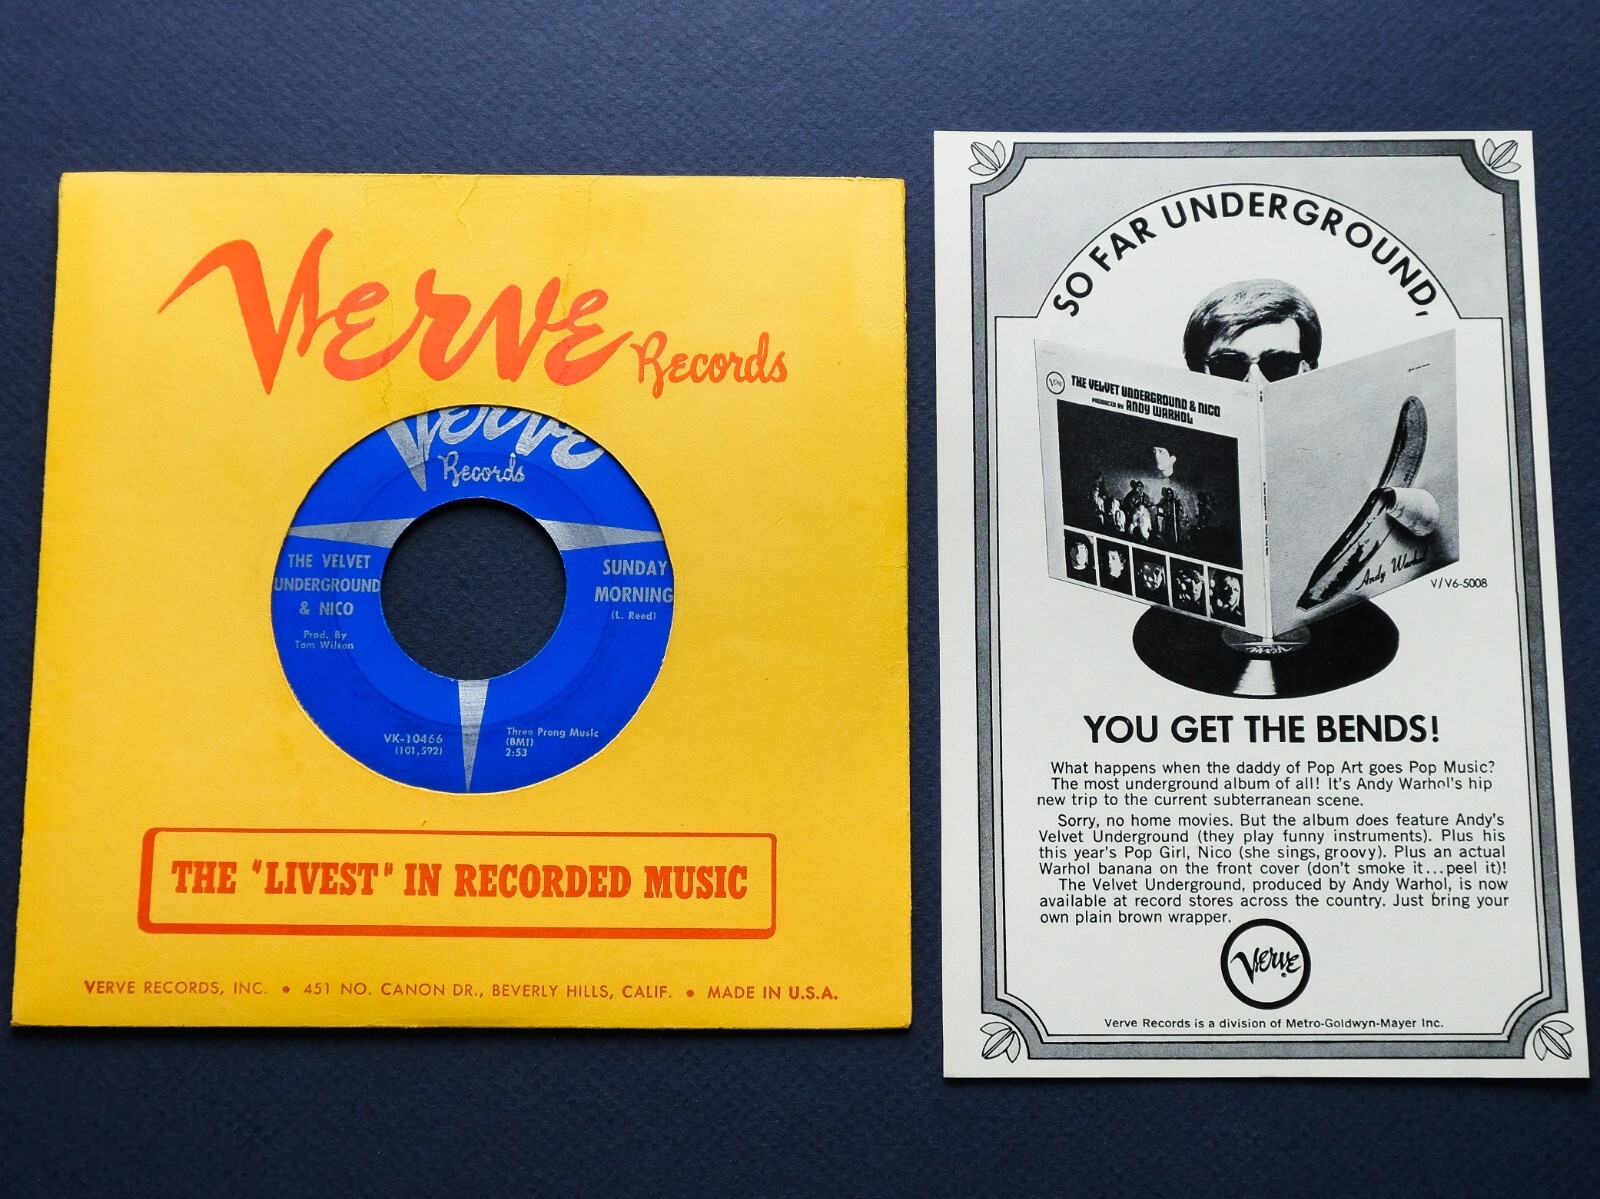 Verve Records
Verve
Records
THE VELVET
UNDERGROUND
& NICO
Prod. By
Tom Wilson
SUNDAY
MORNING
(L. Reed)
VK-10466
(101,592)
Three Prong Music
(BMI)
2:53
THE "LIVEST" IN RECORDED MUSIC
VERVE RECORDS, INC. • 451 NO. CANON DR., BEVERLY HILLS, CALIF. • MADE IN U.S.A.
SO FAR UNDERGROUND,
Verve
THE VELVET UNDERGROUND & NICO
PRODUCED BY ANDY WARHOL
Andy Warhol
V/V6-5008
YOU GET THE BENDS!
What happens when the daddy of Pop Art goes Pop Music?
The most underground album of all! It's Andy Warhol's hip
new trip to the current subterranean scene.
Sorry, no home movies. But the album does feature Andy's
Velvet Underground (they play funny instruments). Plus his
this year's Pop Girl, Nico (she sings, groovy). Plus an actual
Warhol banana on the front cover (don't smoke it...peel it)!
The Velvet Underground, produced by Andy Warhol, is now
available at record stores across the country. Just bring your
own plain brown wrapper.
Verve
Verve Records is a division of Metro-Goldwyn-Mayer Inc.